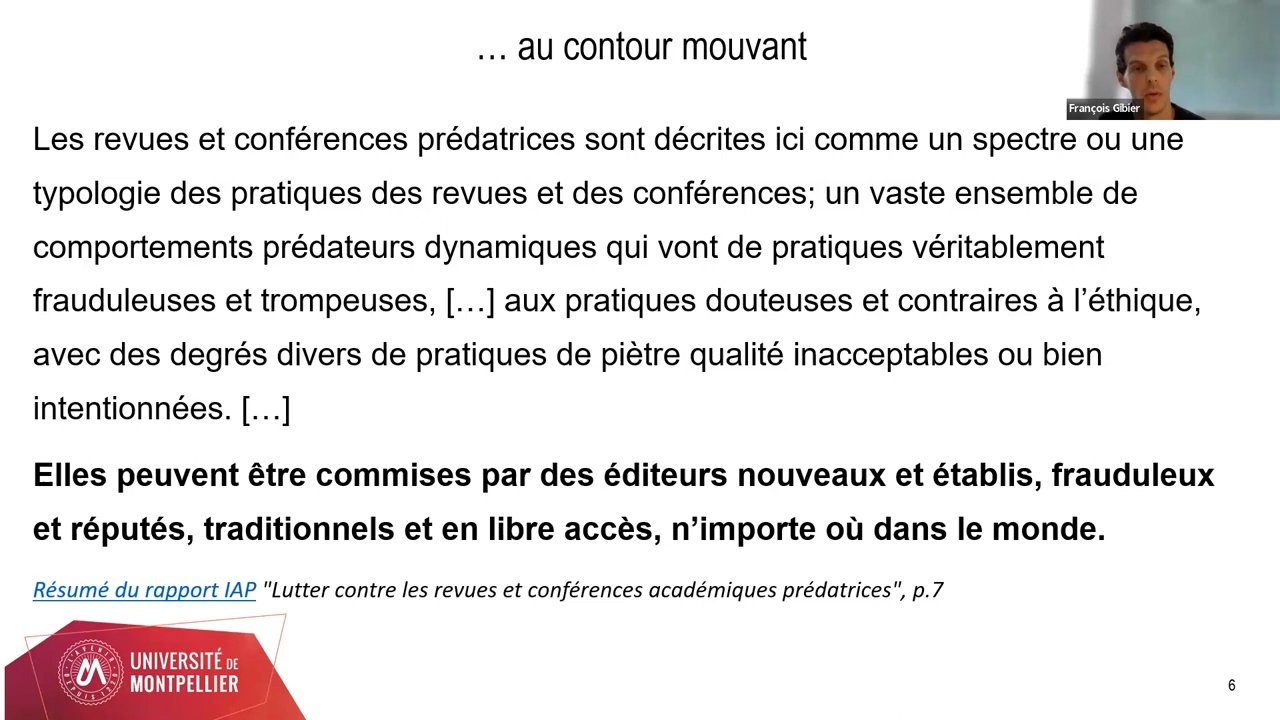 … au contour mouvant
François Gibier
Les revues et conférences prédatrices sont décrites ici comme un spectre ou une
typologie des pratiques des revues et des conférences; un vaste ensemble de
comportements prédateurs dynamiques qui vont de pratiques véritablement
frauduleuses et trompeuses, […] aux pratiques douteuses et contraires à l’éthique,
avec des degrés divers de pratiques de piètre qualité inacceptables ou bien
intentionnées. […]
Elles peuvent être commises par des éditeurs nouveaux et établis, frauduleux
et réputés, traditionnels et en libre accès, n’importe où dans le monde.
Résumé du rapport IAP "Lutter contre les revues et conférences académiques prédatrices", p.7
UNIVERSITÉ DE
MONTPELLIER
6